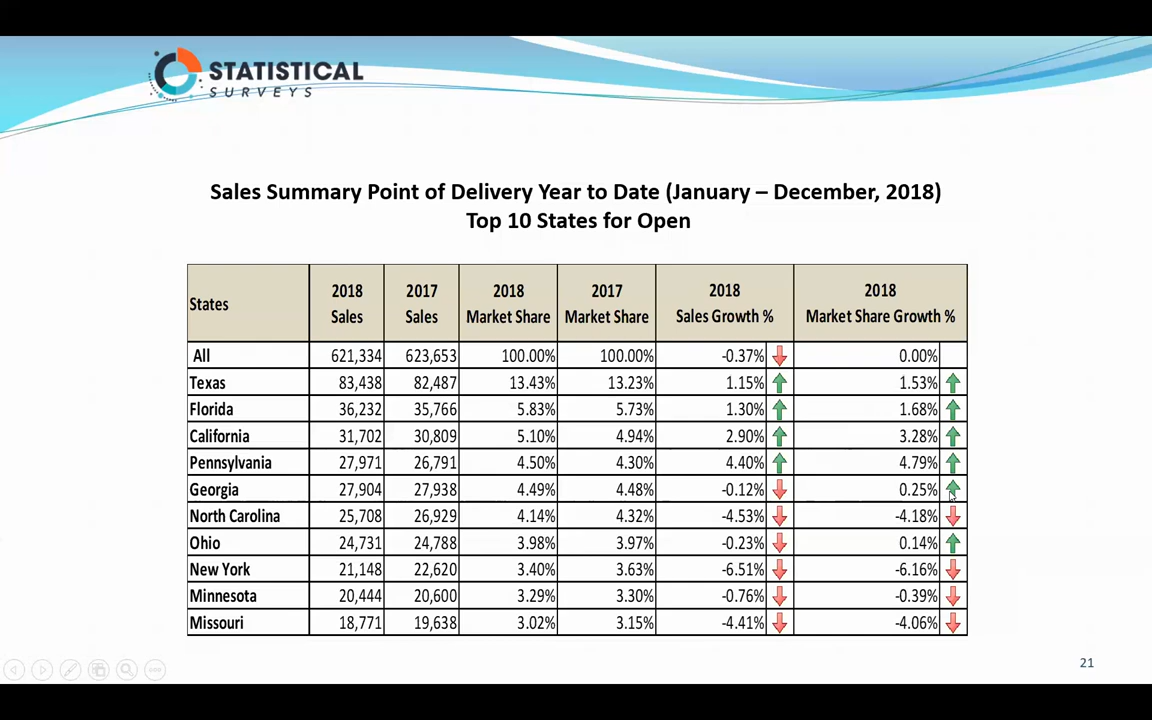 STATISTICAL
SURVEYS
Sales Summary Point of Delivery Year to Date (January – December, 2018)
Top 10 States for Open
States 2018 Sales 2017 Sales 2018 Market Share 2017 Market Share 2018 Sales Growth % 2018 Market Share Growth %
All 621,334 623,653 100.00% 100.00% -0.37% 0.00%
Texas 83,438 82,487 13.43% 13.23% 1.15% 1.53%
Florida 36,232 35,766 5.83% 5.73% 1.30% 1.68%
California 31,702 30,809 5.10% 4.94% 2.90% 3.28%
Pennsylvania 27,971 26,791 4.50% 4.30% 4.40% 4.79%
Georgia 27,904 27,938 4.49% 4.48% -0.12% 0.25%
North Carolina 25,708 26,929 4.14% 4.32% -4.53% -4.18%
Ohio 24,731 24,788 3.98% 3.97% -0.23% 0.14%
New York 21,148 22,620 3.40% 3.63% -6.51% -6.16%
Minnesota 20,444 20,600 3.29% 3.30% -0.76% -0.39%
Missouri 18,771 19,638 3.02% 3.15% -4.41% -4.06%
21